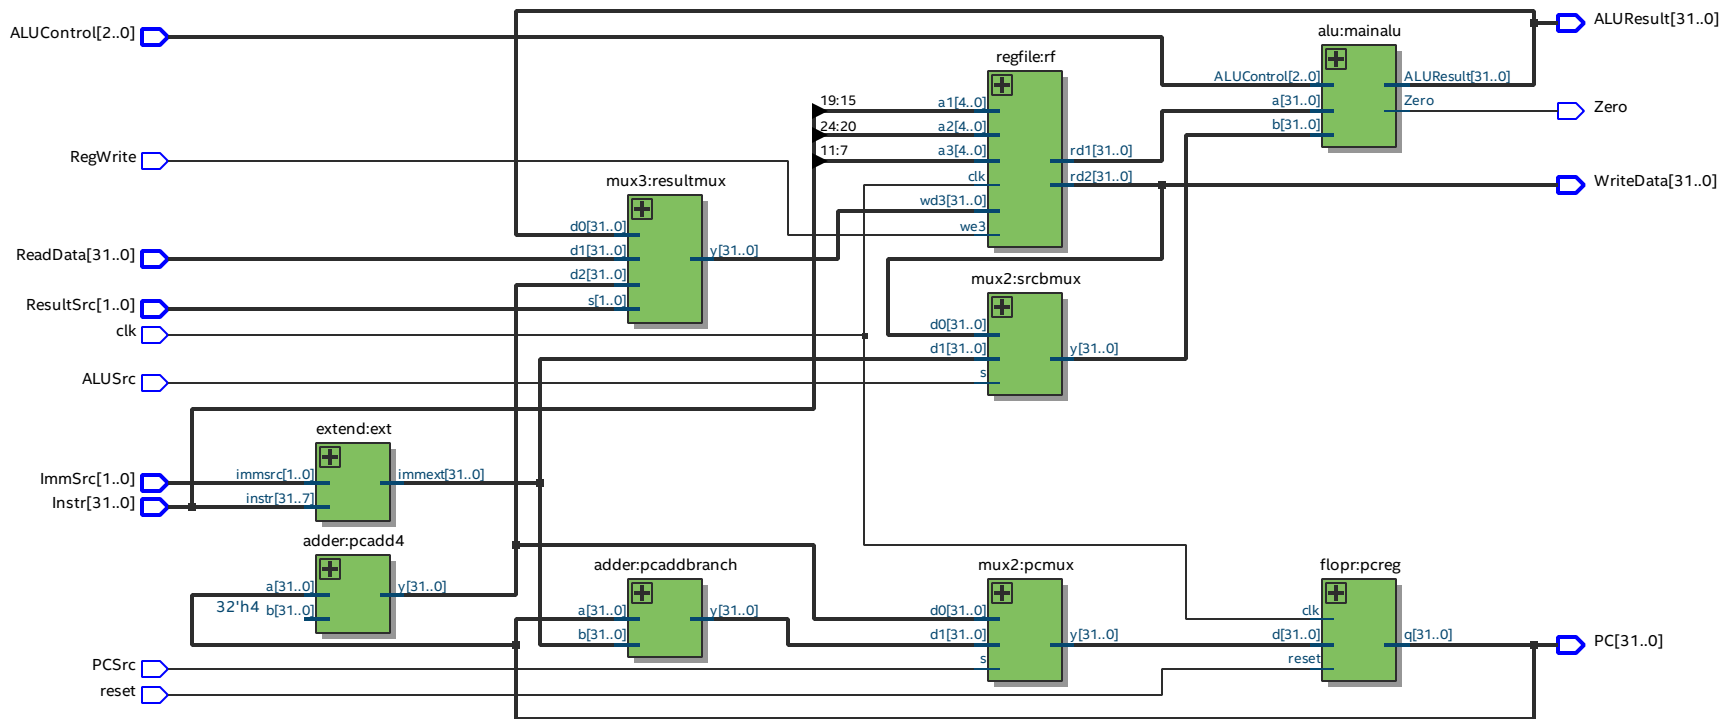 ALUControl[2..0]
RegWrite
ReadData[31..0]
ResultSrc[1..0]
clk
ALUSrc
ImmSrc[1..0]
Instr[31..0]
PCSrc
reset
extend:ext
immsrc[1..0]
instr[31..7]
immext[31..0]
adder:pcadd4
a[31..0]
32'h4 b[31..0]
y[31..0]
mux3:resultmux
d0[31..0]
d1[31..0]
d2[31..0]
s[1..0]
y[31..0]
adder:pcaddbranch
a[31..0]
b[31..0]
y[31..0]
19:15
24:20
11:7
regfile:rf
a1[4..0]
a2[4..0]
a3[4..0]
clk
wd3[31..0]
we3
rd1[31..0]
rd2[31..0]
mux2:srcbmux
d0[31..0]
d1[31..0]
s
y[31..0]
mux2:pcmux
d0[31..0]
d1[31..0]
s
y[31..0]
alu:mainalu
ALUControl[2..0]
a[31..0]
b[31..0]
ALUResult[31..0]
Zero
flopr:pcreg
clk
d[31..0]
reset
q[31..0]
ALUResult[31..0]
Zero
WriteData[31..0]
PC[31..0]